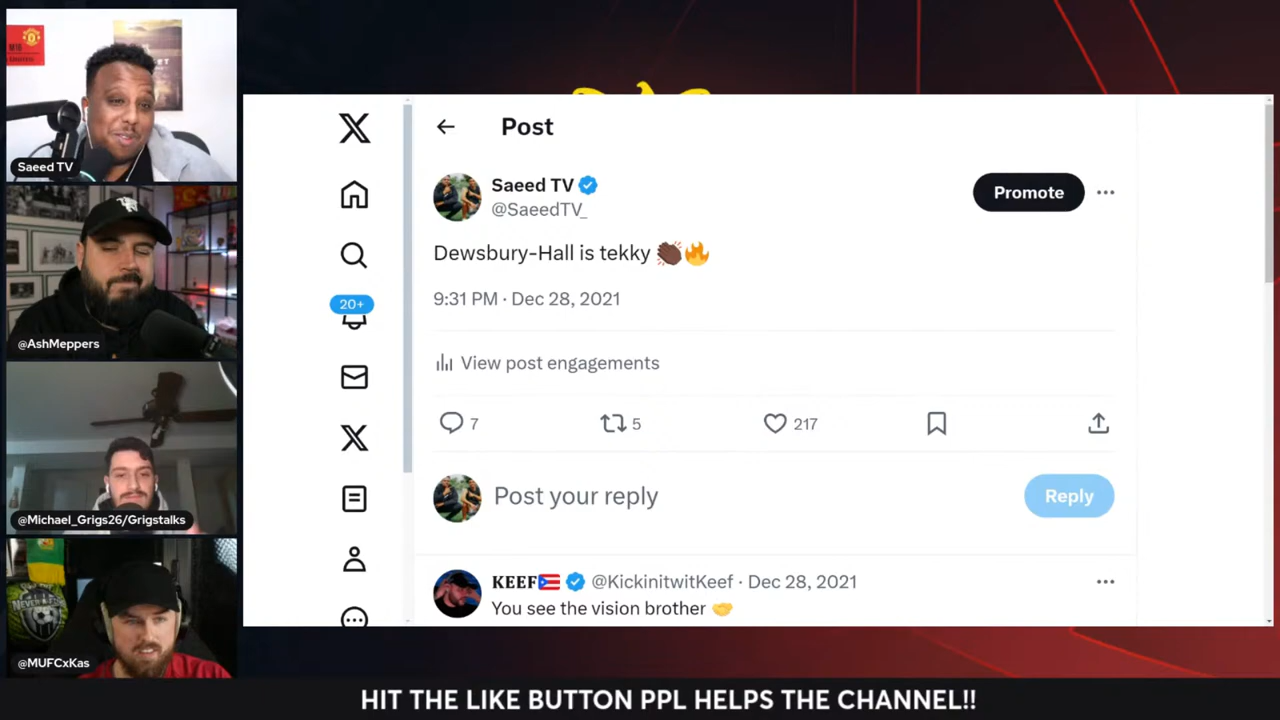 Saeed TV
@AshMeppers
@Michael_Grigs26/Grigstalks
@MUFCxKas
Post
Saeed TV
@SaeedTV_
Promote
Dewsbury-Hall is tekky 👏🏿🔥
9:31 PM · Dec 28, 2021
20+
View post engagements
7
5
217
Post your reply
Reply
KEEF🇵🇷 @KickinitwitKeef · Dec 28, 2021
You see the vision brother 🤝
HIT THE LIKE BUTTON PPL HELPS THE CHANNEL!!